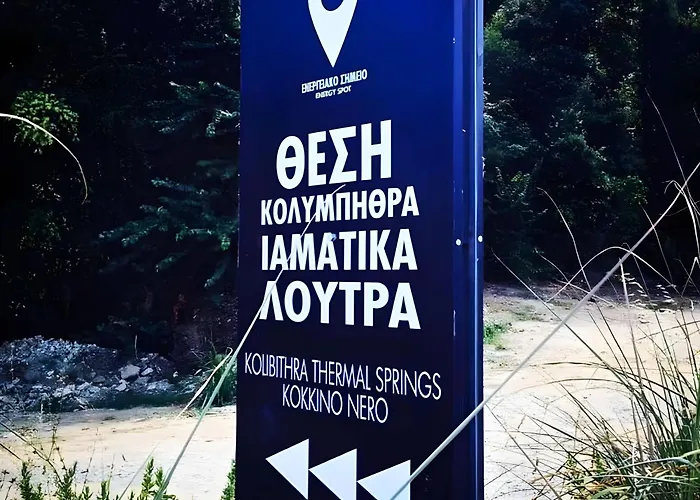 ΕΝΕΡΓΕΙΑΚΟ ΣΗΜΕΙΟ
ENERGY SPOT
ΘΕΣΗ
ΚΟΛΥΜΠΗΘΡΑ
ΙΑΜΑΤΙΚΑ
ΛΟΥΤΡΑ
KOLIBITHRA THERMAL SPRINGS
KOKKINO NERO